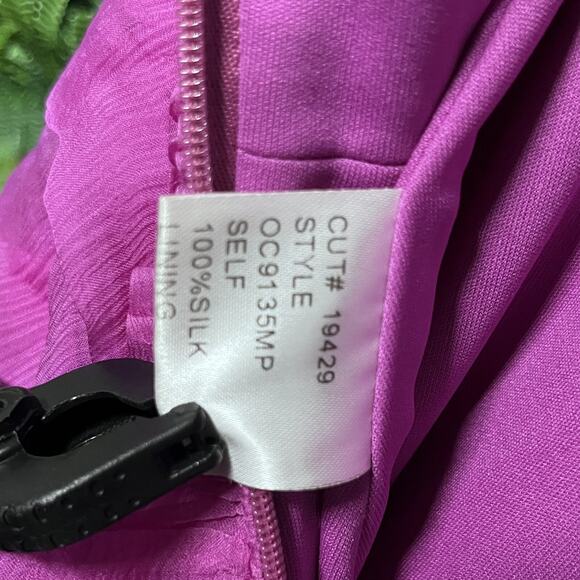 CUT# 19429
STYLE
OC9135MP
SELF
100%SILK
LINING